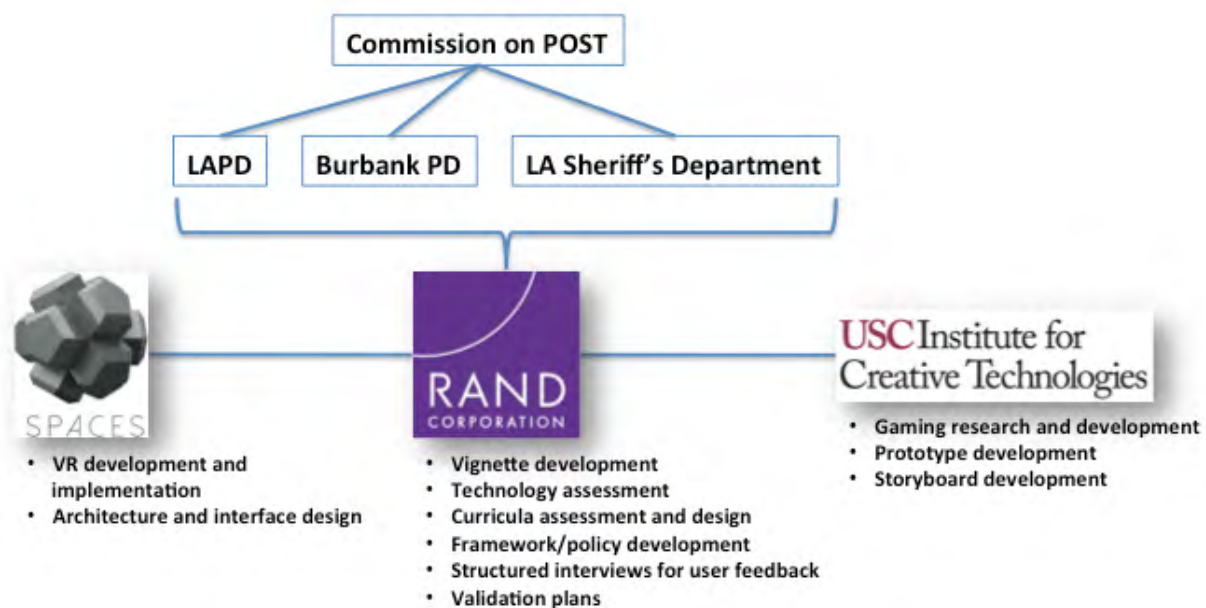 Commission on POST
LAPD
Burbank PD
LA Sheriff's Department
SPACES
RAND
CORPORATION
USC Institute for
Creative Technologies
• VR development and
implementation
• Architecture and interface design
• Vignette development
• Technology assessment
• Curricula assessment and design
• Framework/policy development
• Structured interviews for user feedback
• Validation plans
• Gaming research and development
• Prototype development
• Storyboard development